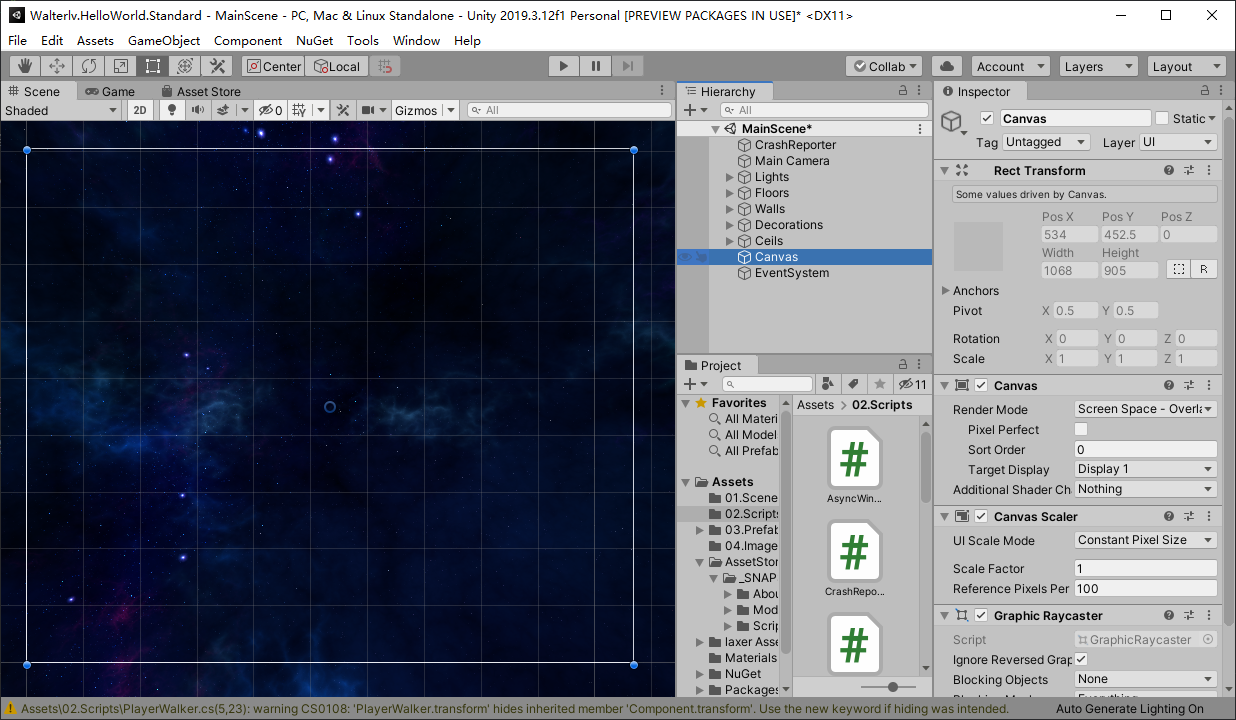 Walterlv.HelloWorld.Standard - MainScene - PC, Mac & Linux Standalone - Unity 2019.3.12f1 Personal [PREVIEW PACKAGES IN USE]* <DX11>
File Edit Assets GameObject Component NuGet Tools Window Help
Center Local Collab Account Layers Layout
Scene Game Asset Store
Shaded 2D 0 Gizmos All
Hierarchy
All
MainScene*
CrashReporter
Main Camera
Lights
Floors
Walls
Decorations
Ceils
Canvas
EventSystem
Project
11
Favorites
All Materi
All Model
All Prefab
Assets
01.Scene
02.Scripts
03.Prefab
04.Image
AssetStor
_SNAP
Abou
Mod
Scrip
laxer Asse
Materials
NuGet
Packages
Assets > 02.Scripts
AsyncWin...
CrashRepo...
Inspector
Canvas Static
Tag Untagged Layer UI
Rect Transform
Some values driven by Canvas.
Pos X Pos Y Pos Z
534 452.5 0
Width Height
1068 905 R
Anchors
Pivot X 0.5 Y 0.5
Rotation X 0 Y 0 Z 0
Scale X 1 Y 1 Z 1
Canvas
Render Mode Screen Space - Overla
Pixel Perfect
Sort Order 0
Target Display Display 1
Additional Shader Ch Nothing
Canvas Scaler
UI Scale Mode Constant Pixel Size
Scale Factor 1
Reference Pixels Per 100
Graphic Raycaster
Script GraphicRaycaster
Ignore Reversed Grap
Blocking Objects None
Assets\02.Scripts\PlayerWalker.cs(5,23): warning CS0108: 'PlayerWalker.transform' hides inherited member 'Component.transform'. Use the new keyword if hiding was intended.
Auto Generate Lighting On